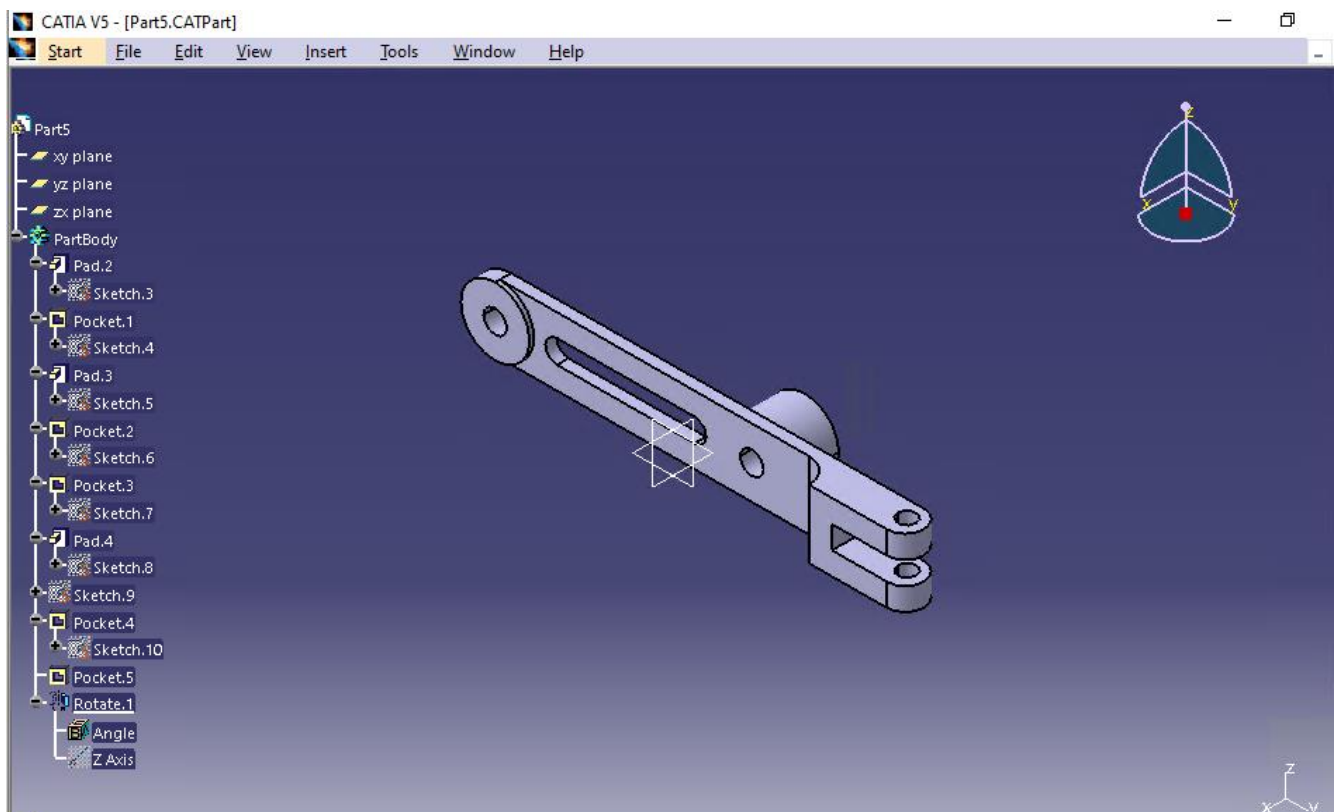 CATIA V5 - [Part5.CATPart]
Start File Edit View Insert Tools Window Help
Part5
xy plane
yz plane
zx plane
PartBody
Pad.2
Sketch.3
Pocket.1
Sketch.4
Pad.3
Sketch.5
Pocket.2
Sketch.6
Pocket.3
Sketch.7
Pad.4
Sketch.8
Sketch.9
Pocket.4
Sketch.10
Pocket.5
Rotate.1
Angle
Z Axis
z
x y
z
x y